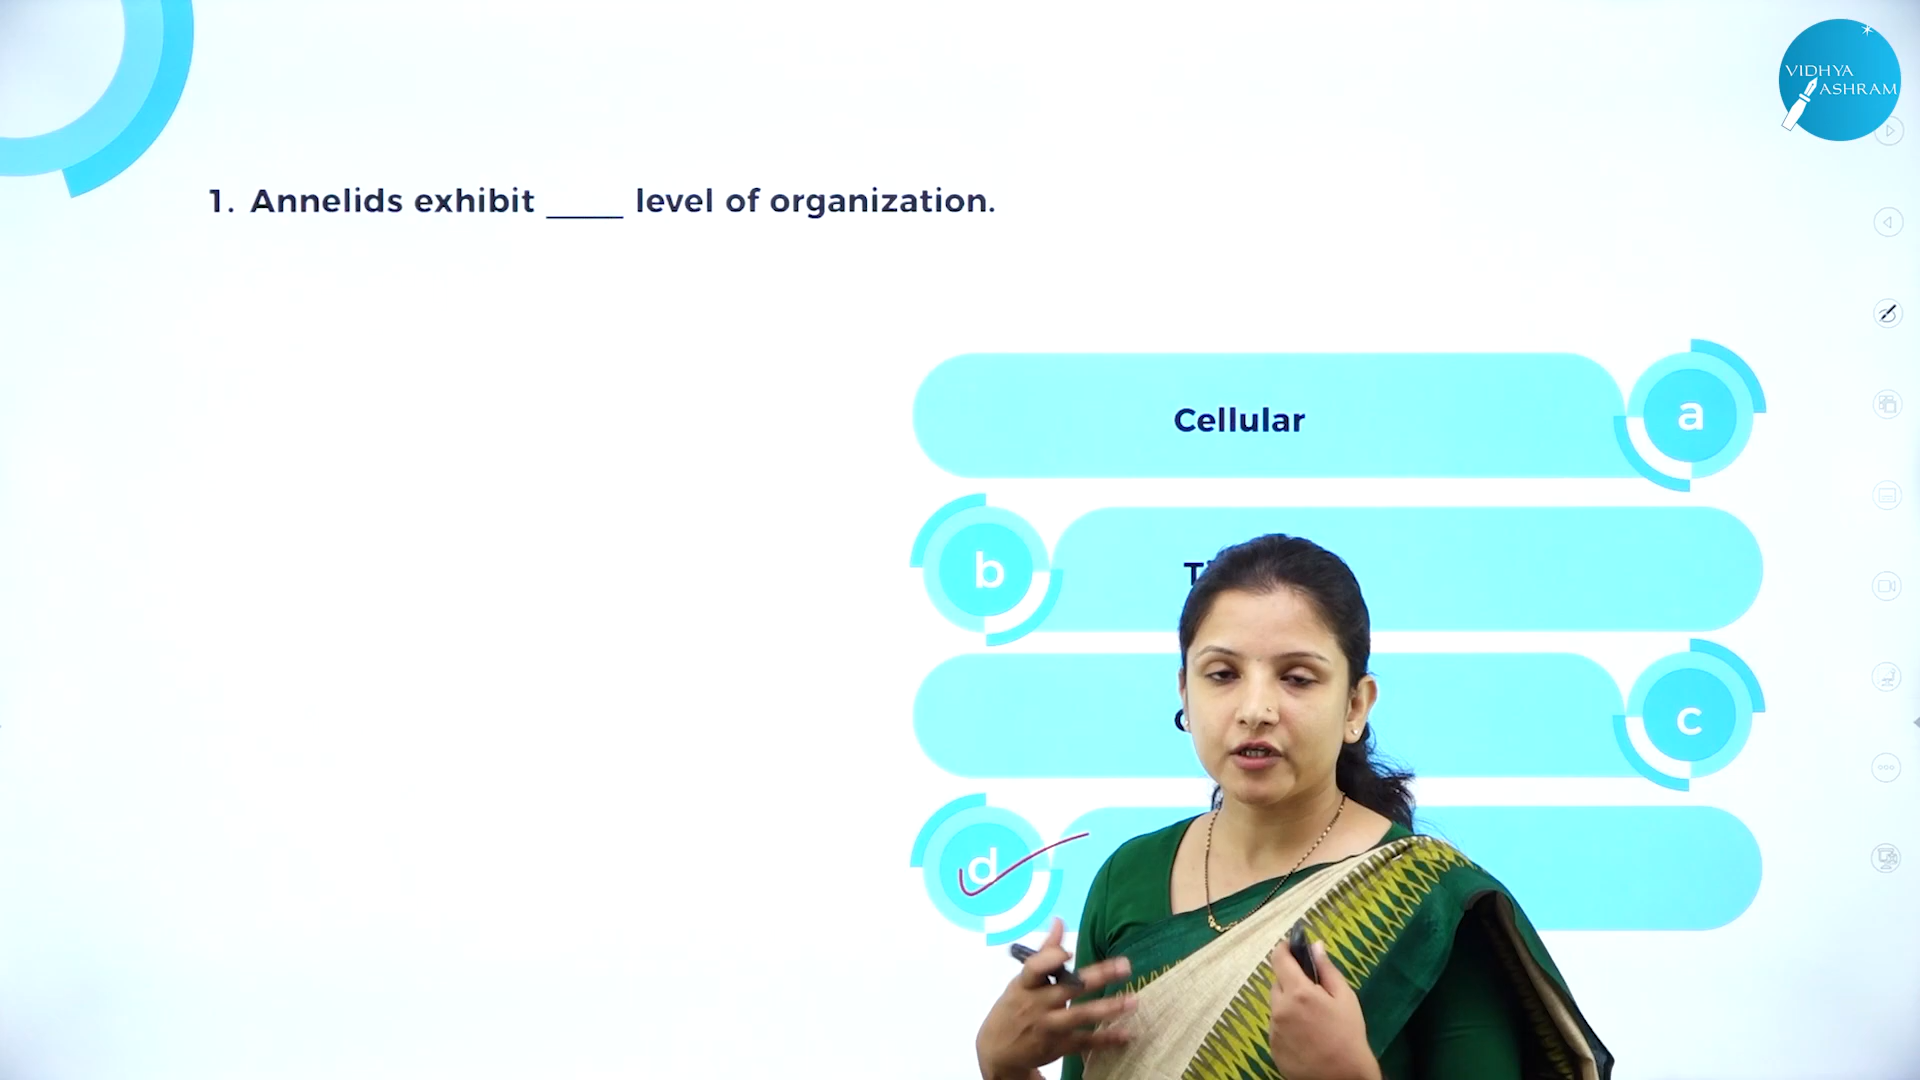 VIDHYA
ASHRAM
1. Annelids exhibit _____ level of organization.
Cellular
a
b
c
d